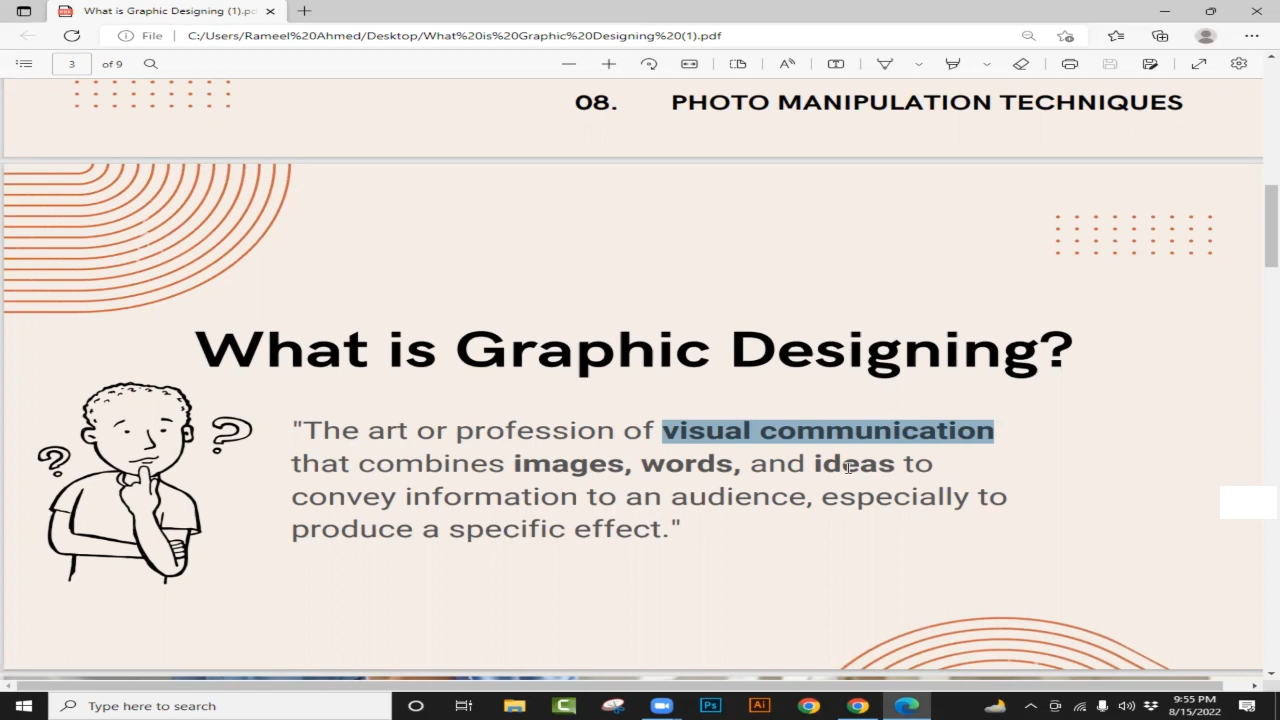 What is Graphic Designing (1).pd
File
C:/Users/Rameel%20Ahmed/Desktop/What%20is%20Graphic%20Designing%20(1).pdf
3 of 9
08. PHOTO MANIPULATION TECHNIQUES
What is Graphic Designing?
"The art or profession of visual communication
that combines images, words, and ideas to
convey information to an audience, especially to
produce a specific effect."
Type here to search
Ps
Ai
9:55 PM
8/15/2022